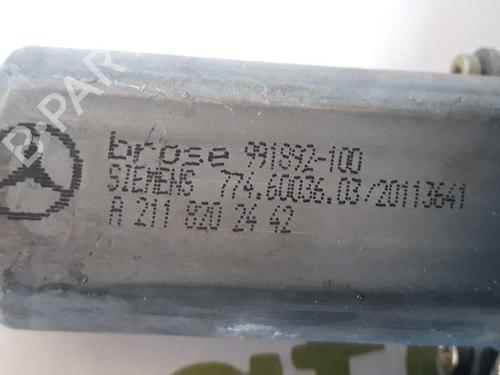 brose 991892-100
SIEMENS 774.60036.03/20113641
A 211 820 24 42